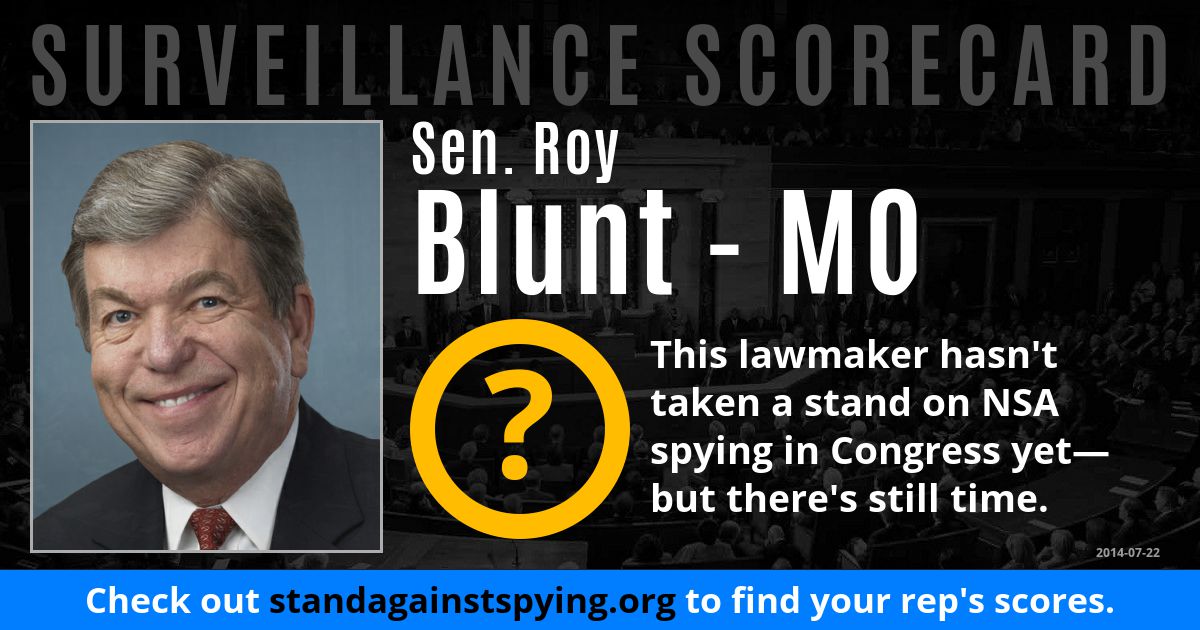 SURVEILLANCE SCORECARD
Sen. Roy
Blunt - MO
?
This lawmaker hasn't
taken a stand on NSA
spying in Congress yet—
but there's still time.
2014-07-22
Check out standagainstspying.org to find your rep's scores.